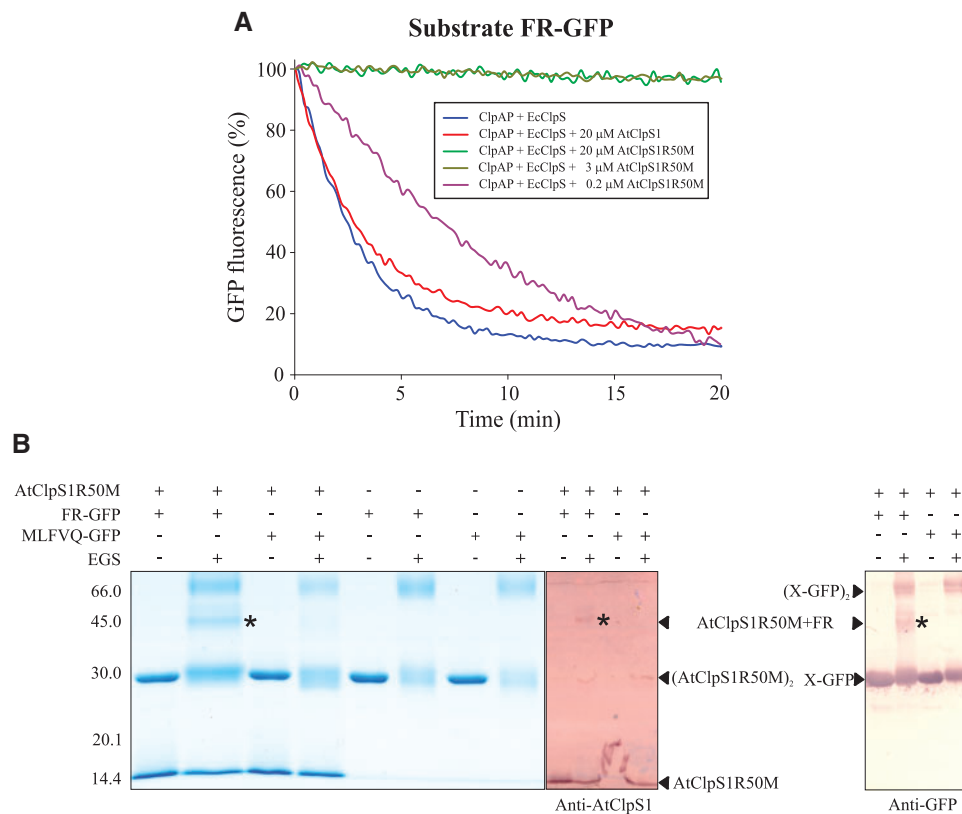 A
Substrate FR-GFP
GFP fluorescence (%)
100
80
60
40
20
0
ClpAP + EcClpS
ClpAP + EcClpS + 20 μM AtClpS1
ClpAP + EcClpS + 20 μM AtClpS1R50M
ClpAP + EcClpS + 3 μM AtClpS1R50M
ClpAP + EcClpS + 0.2 μM AtClpS1R50M
0 5 10 15 20
Time (min)
B
AtClpS1R50M + + + + - - - - + + + + + + + +
FR-GFP + + - - + + - - + + - - + + - -
MLFVQ-GFP - - + + - - + + - - + + - - + +
EGS - + - + - + - + - + - + - + - +
66.0
45.0
30.0
20.1
14.4
*
*
(X-GFP)₂
AtClpS1R50M+FR
(AtClpS1R50M)₂
X-GFP
AtClpS1R50M
*
Anti-AtClpS1
Anti-GFP